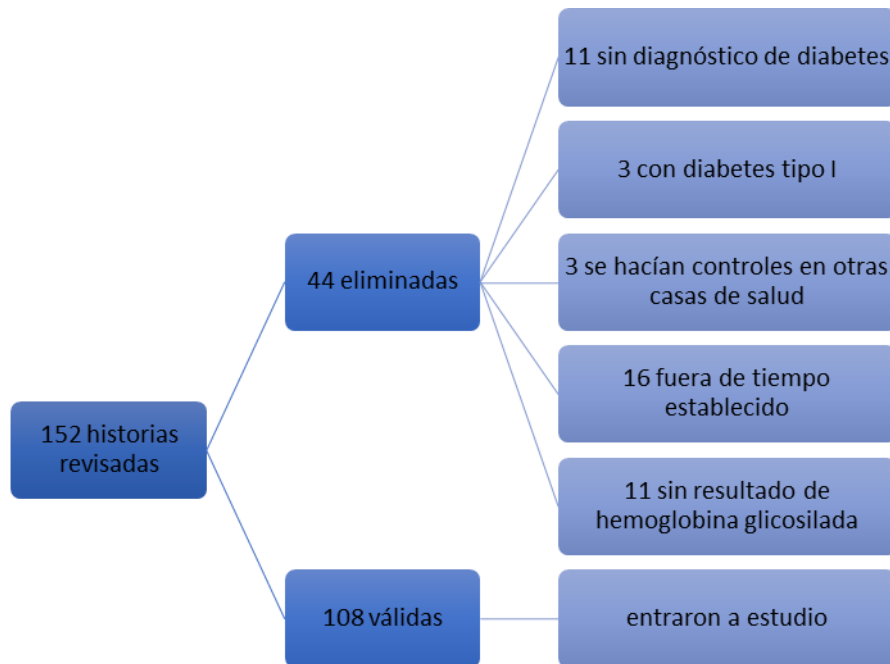 152 historias
revisadas
44 eliminadas
11 sin diagnóstico de diabetes
3 con diabetes tipo I
3 se hacían controles en otras
casas de salud
16 fuera de tiempo
establecido
11 sin resultado de
hemoglobina glicosilada
108 válidas
entraron a estudio